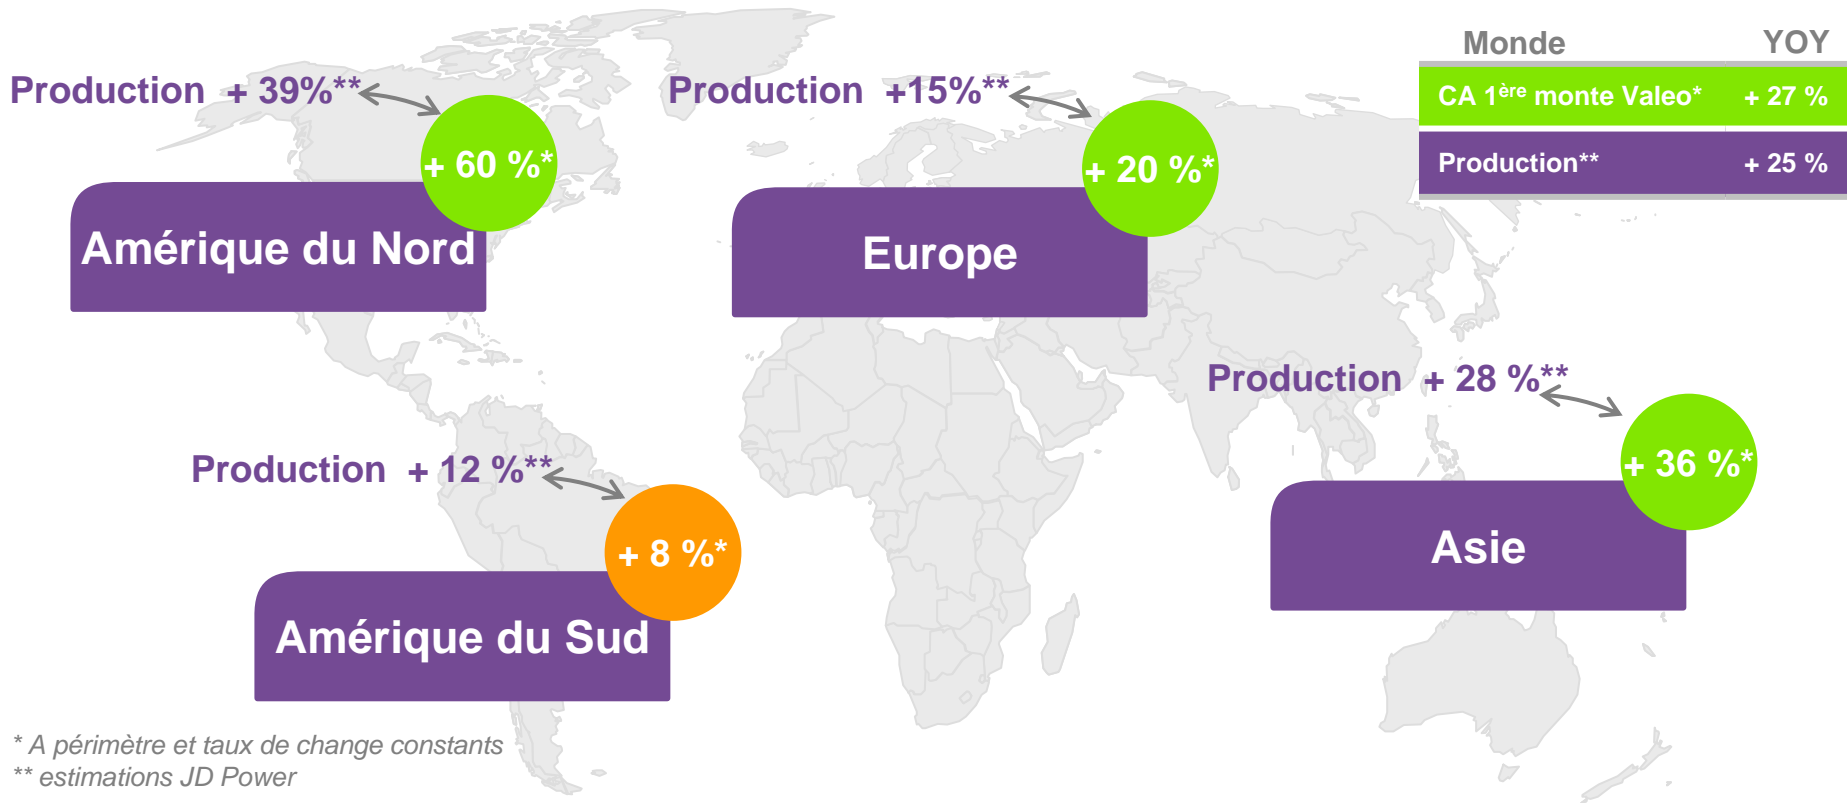 Monde YOY
CA 1ère monte Valeo* + 27 %
Production** + 25 %
Production + 39%**
+ 60 %*
Amérique du Nord
Production +15%**
+ 20 %*
Europe
Production + 28 %**
+ 36 %*
Asie
Production + 12 %**
+ 8 %*
Amérique du Sud
* A périmètre et taux de change constants
** estimations JD Power